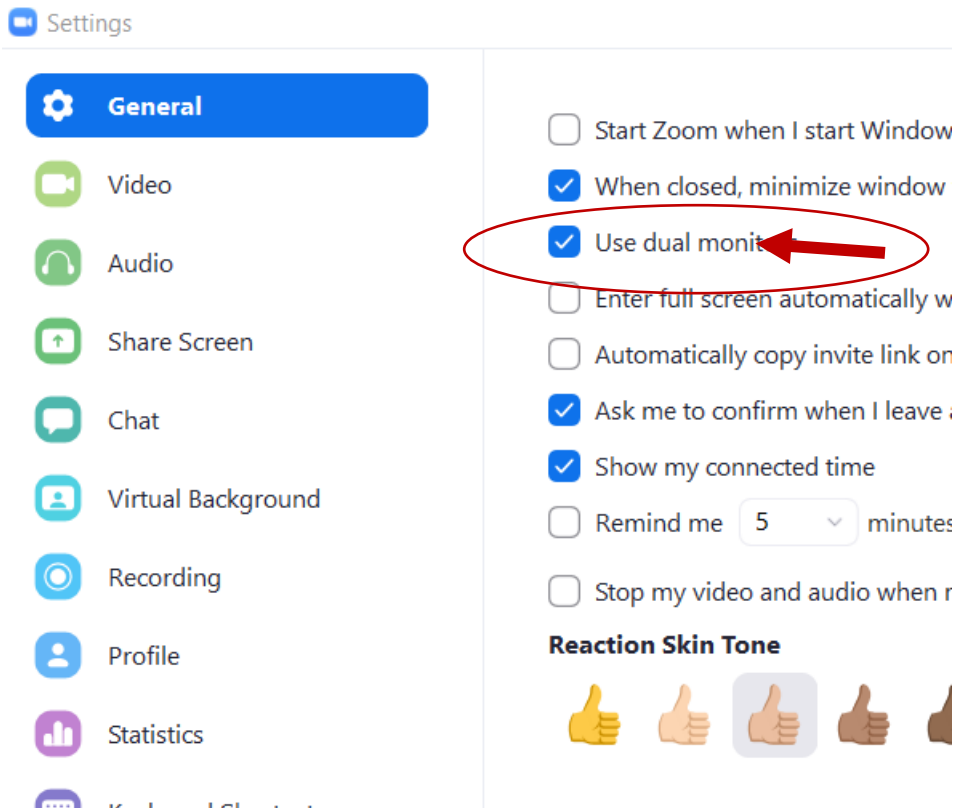 Settings
General
Video
Audio
Share Screen
Chat
Virtual Background
Recording
Profile
Statistics
Start Zoom when I start Window
When closed, minimize window
Use dual monit
Enter full screen automatically w
Automatically copy invite link on
Ask me to confirm when I leave a
Show my connected time
Remind me 5 minutes
Stop my video and audio when
Reaction Skin Tone